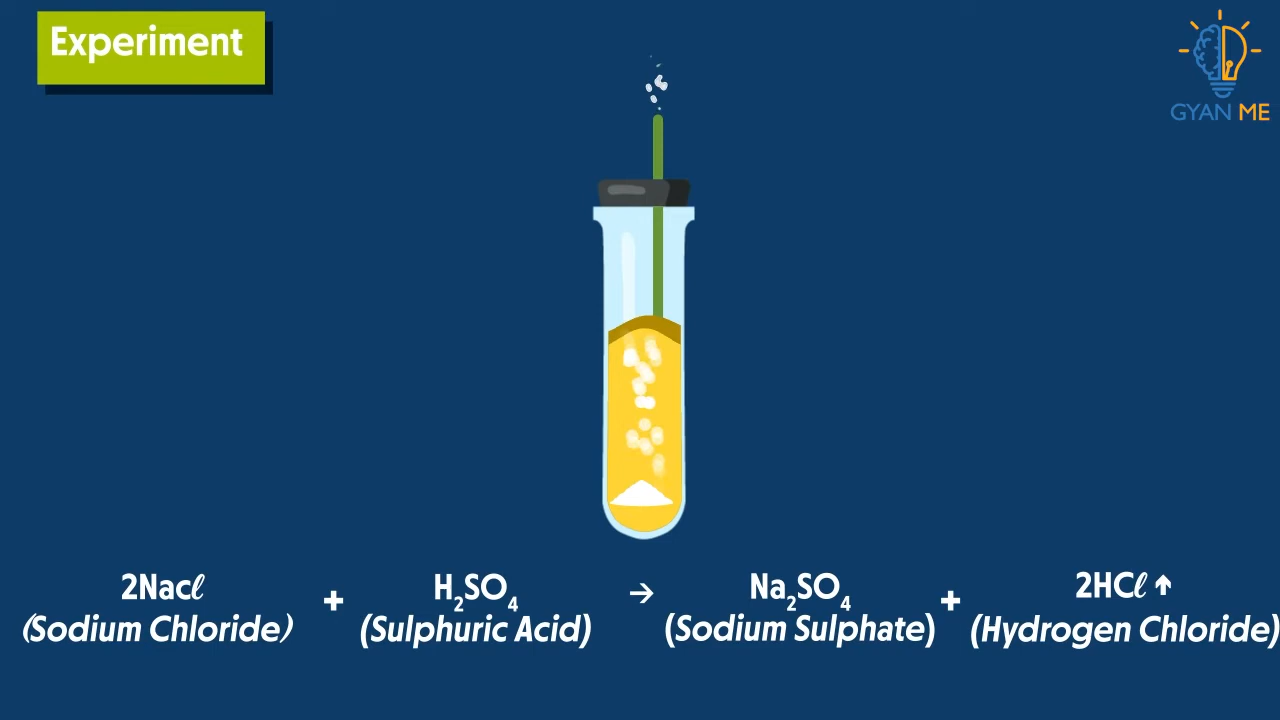 Experiment
GYAN ME
2Nacℓ + H₂SO₄ → Na₂SO₄ + 2HCℓ ↑
(Sodium Chloride) (Sulphuric Acid) (Sodium Sulphate) (Hydrogen Chloride)